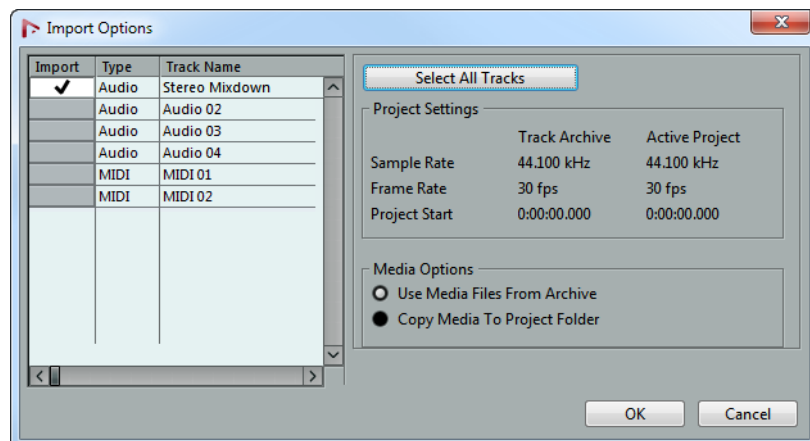 Import Options
Import Type Track Name
Audio Stereo Mixdown
Audio Audio 02
Audio Audio 03
Audio Audio 04
MIDI MIDI 01
MIDI MIDI 02
Select All Tracks
Project Settings
Track Archive Active Project
Sample Rate 44.100 kHz 44.100 kHz
Frame Rate 30 fps 30 fps
Project Start 0:00:00.000 0:00:00.000
Media Options
Use Media Files From Archive
Copy Media To Project Folder
OK Cancel